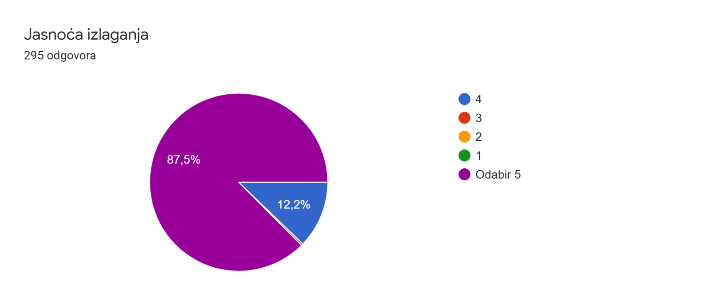 Jasnoća izlaganja
295 odgovora
87,5%
12,2%
4
3
2
1
Odabir 5